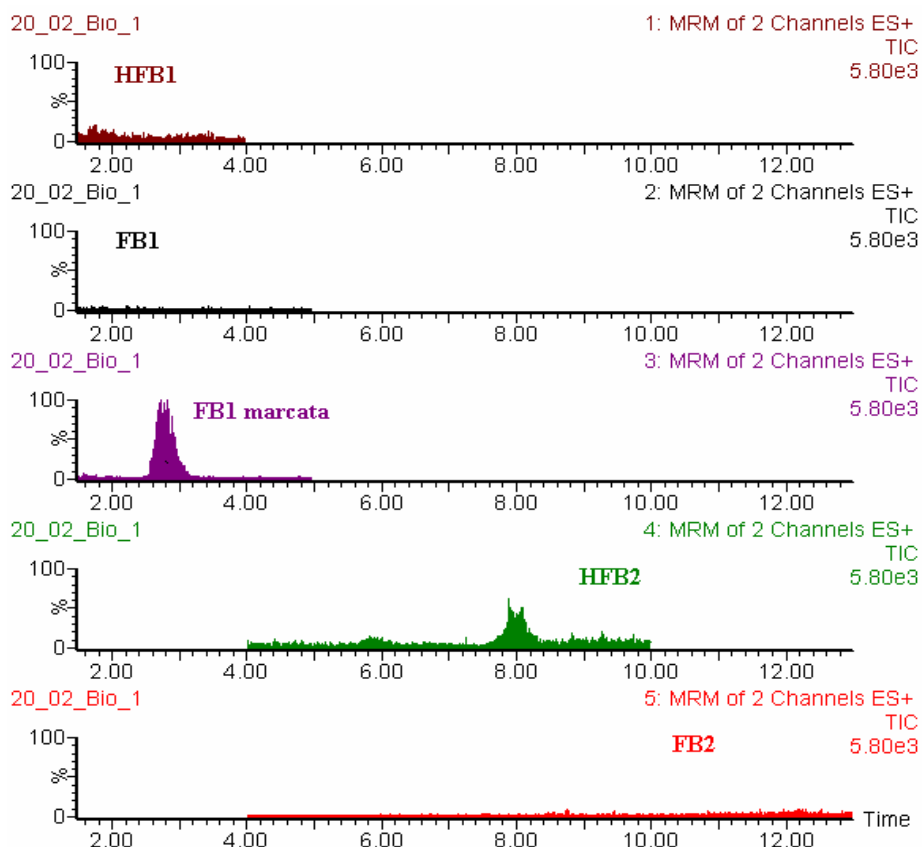 20_02_Bio_1 1: MRM of 2 Channels ES+
TIC
5.80e3
100
HFB1
%
0
2.00 4.00 6.00 8.00 10.00 12.00
20_02_Bio_1 2: MRM of 2 Channels ES+
TIC
5.80e3
100
FB1
%
0
2.00 4.00 6.00 8.00 10.00 12.00
20_02_Bio_1 3: MRM of 2 Channels ES+
TIC
5.80e3
100
FB1 marcata
%
0
2.00 4.00 6.00 8.00 10.00 12.00
20_02_Bio_1 4: MRM of 2 Channels ES+
TIC
5.80e3
100
HFB2
%
0
2.00 4.00 6.00 8.00 10.00 12.00
20_02_Bio_1 5: MRM of 2 Channels ES+
TIC
5.80e3
100
FB2
%
0 Time
2.00 4.00 6.00 8.00 10.00 12.00